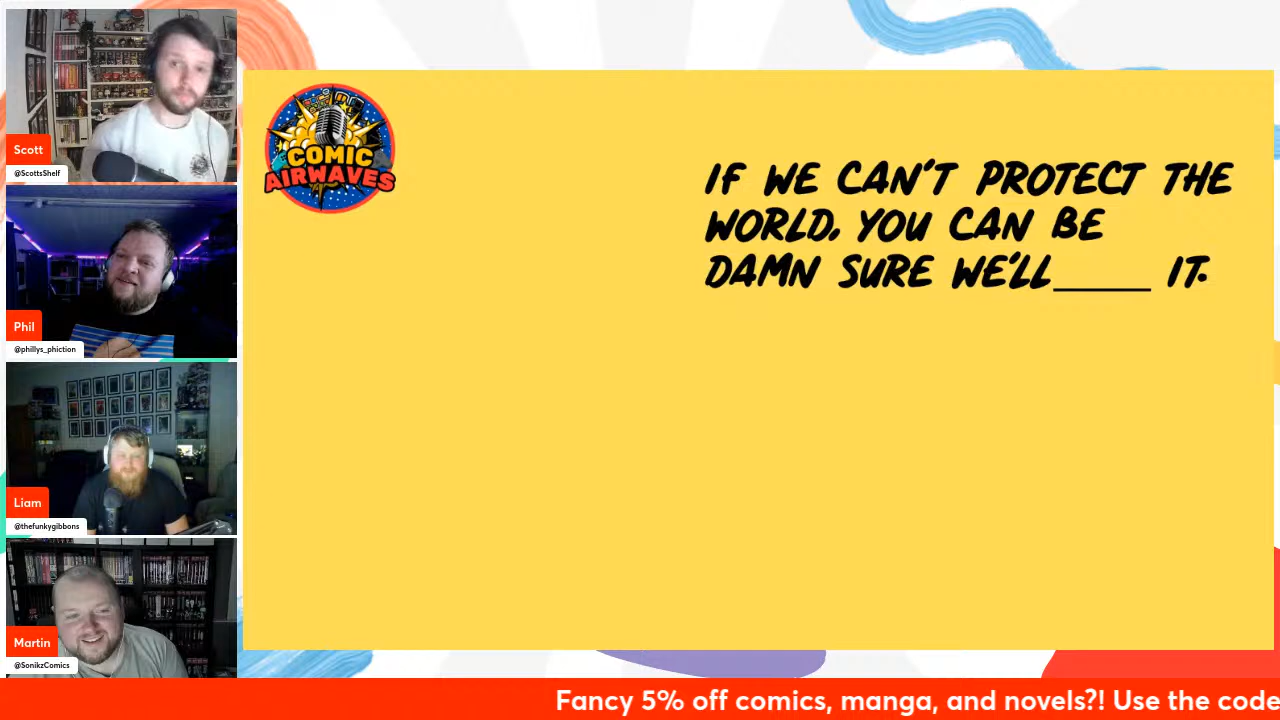 Scott
@ScottsShelf
Phil
@phillys_phiction
Liam
@thefunkygibbons
Martin
@SonikzComics
COMIC
AIRWAVES
IF WE CAN'T PROTECT THE
WORLD, YOU CAN BE
DAMN SURE WE'LL_____ IT.
Fancy 5% off comics, manga, and novels?! Use the code